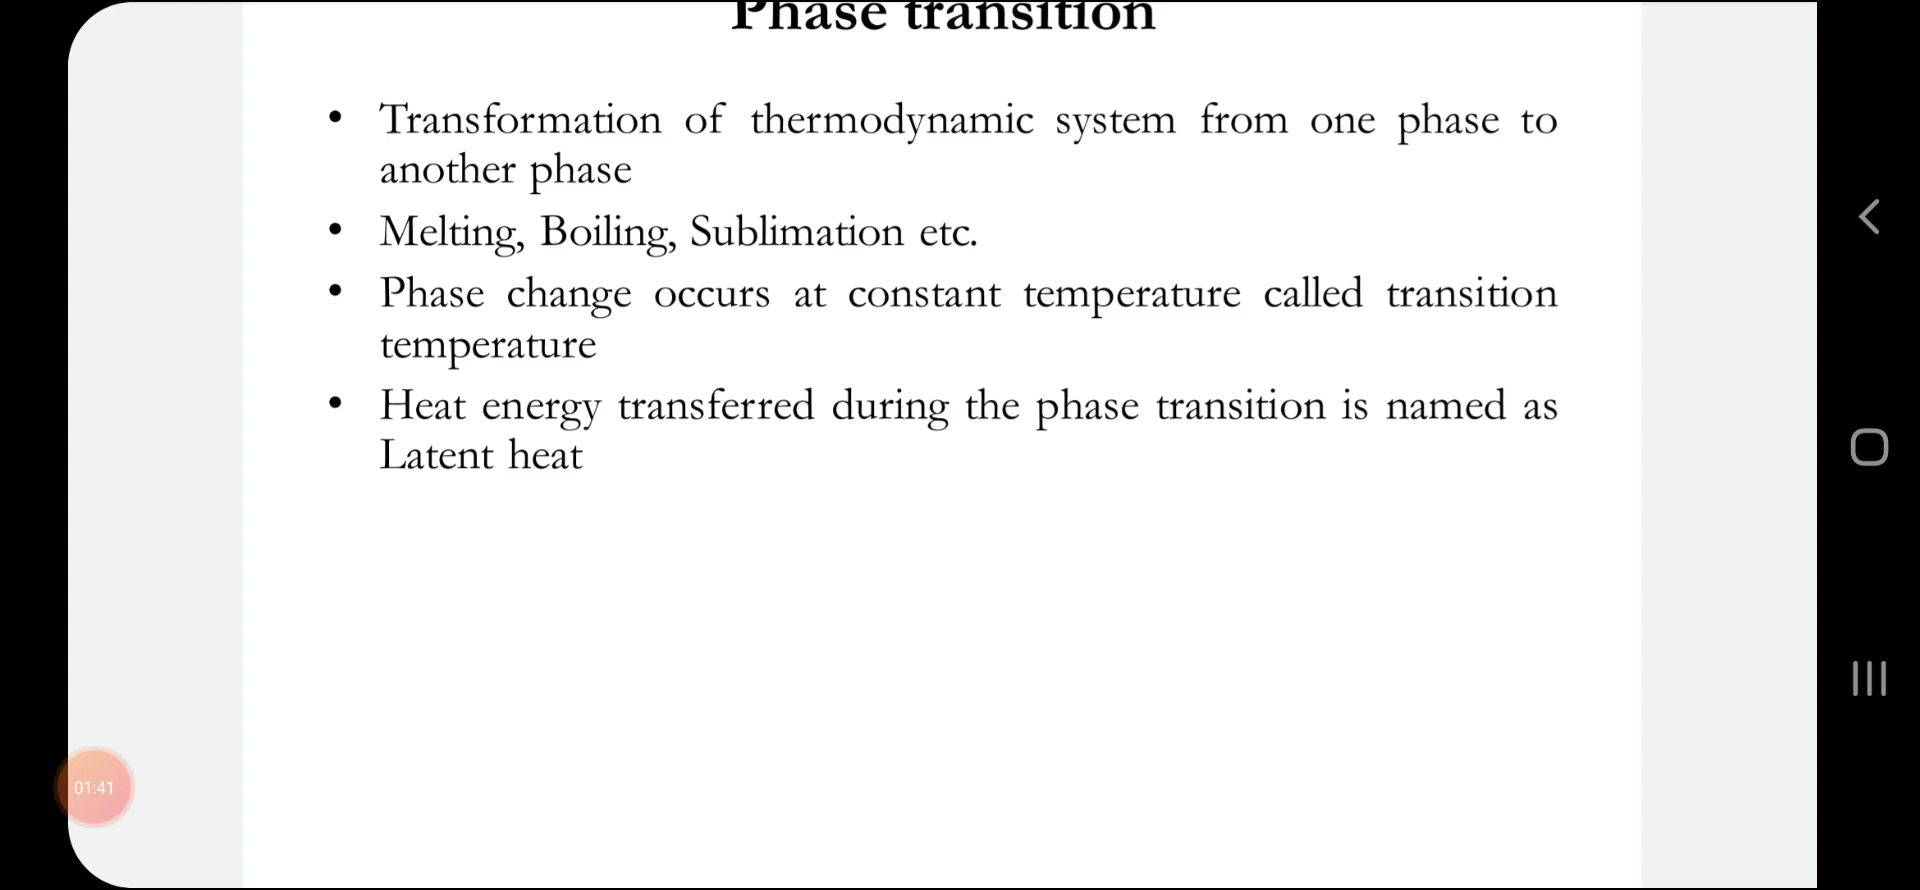 Phase transition
• Transformation of thermodynamic system from one phase to
another phase
• Melting, Boiling, Sublimation etc.
• Phase change occurs at constant temperature called transition
temperature
• Heat energy transferred during the phase transition is named as
Latent heat
01:41